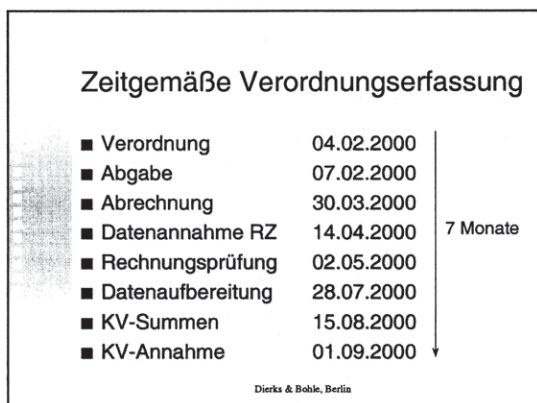 Zeitgemäße Verordnungserfassung
■ Verordnung 04.02.2000
■ Abgabe 07.02.2000
■ Abrechnung 30.03.2000
■ Datenannahme RZ 14.04.2000
7 Monate
■ Rechnungsprüfung 02.05.2000
■ Datenaufbereitung 28.07.2000
■ KV-Summen 15.08.2000
■ KV-Annahme 01.09.2000
Dierks & Bohle, Berlin